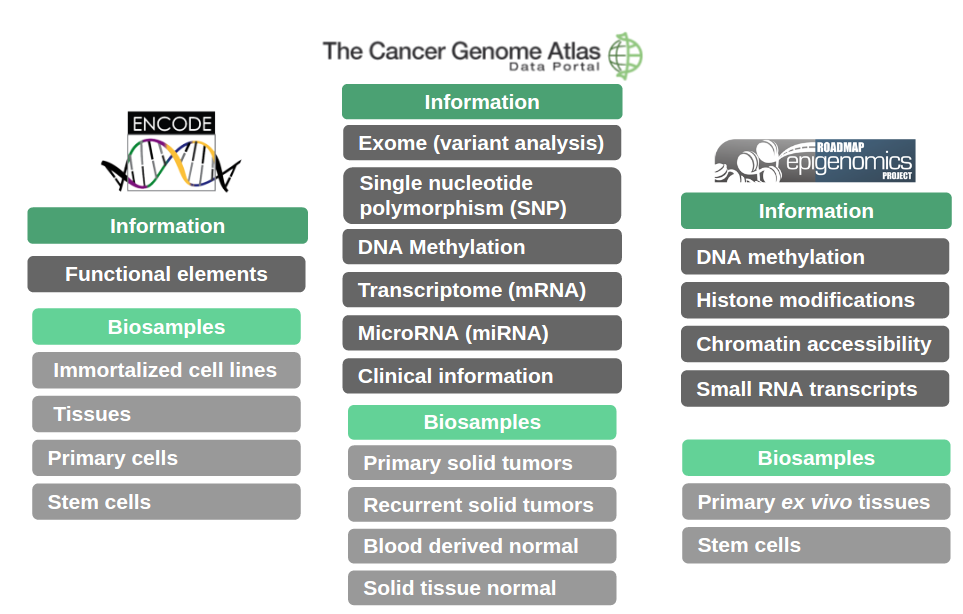 The Cancer Genome Atlas
Data Portal
Information
Exome (variant analysis)
Single nucleotide
polymorphism (SNP)
DNA Methylation
Transcriptome (mRNA)
MicroRNA (miRNA)
Clinical information
Biosamples
Primary solid tumors
Recurrent solid tumors
Blood derived normal
Solid tissue normal
ENCODE
Information
Functional elements
Biosamples
Immortalized cell lines
Tissues
Primary cells
Stem cells
ROADMAP
epigenomics
PROJECT
Information
DNA methylation
Histone modifications
Chromatin accessibility
Small RNA transcripts
Biosamples
Primary ex vivo tissues
Stem cells